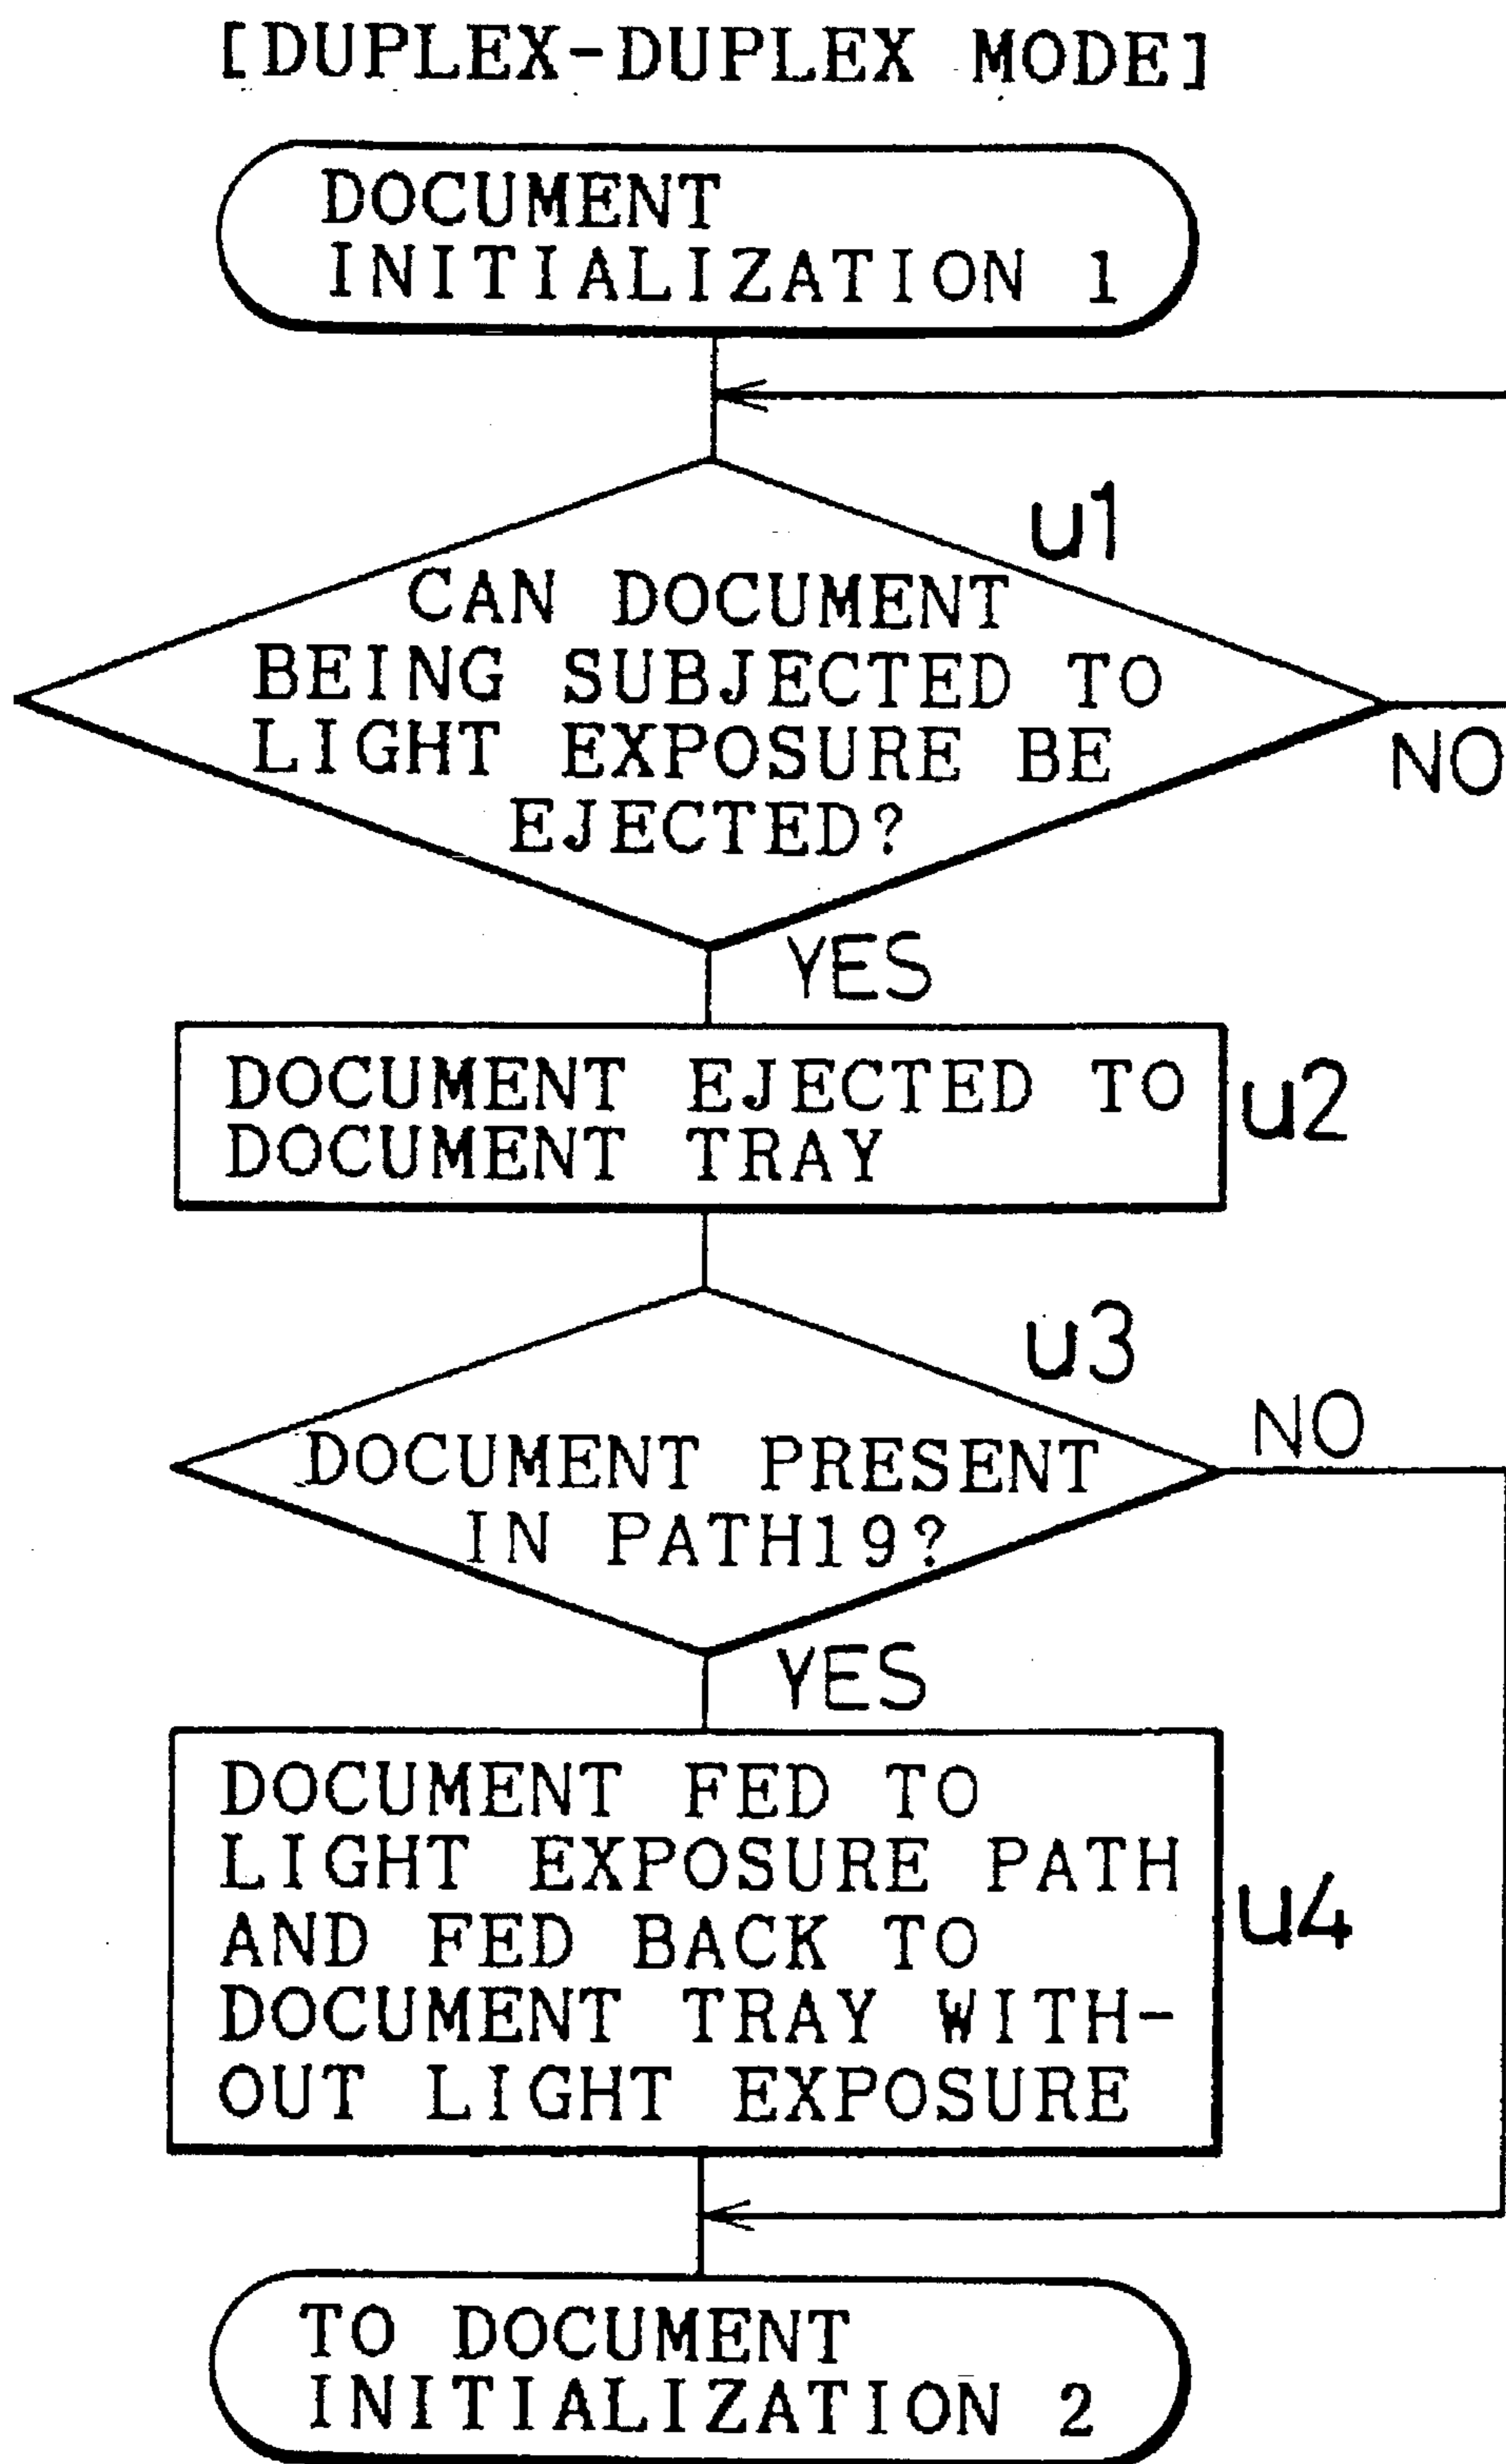 [DUPLEX-DUPLEX MODE]
DOCUMENT
INITIALIZATION 1
u1
CAN DOCUMENT
BEING SUBJECTED TO
LIGHT EXPOSURE BE
EJECTED?
NO
YES
DOCUMENT EJECTED TO
DOCUMENT TRAY
u2
u3
NO
DOCUMENT PRESENT
IN PATH19?
YES
DOCUMENT FED TO
LIGHT EXPOSURE PATH
AND FED BACK TO
DOCUMENT TRAY WITH-
OUT LIGHT EXPOSURE
u4
TO DOCUMENT
INITIALIZATION 2